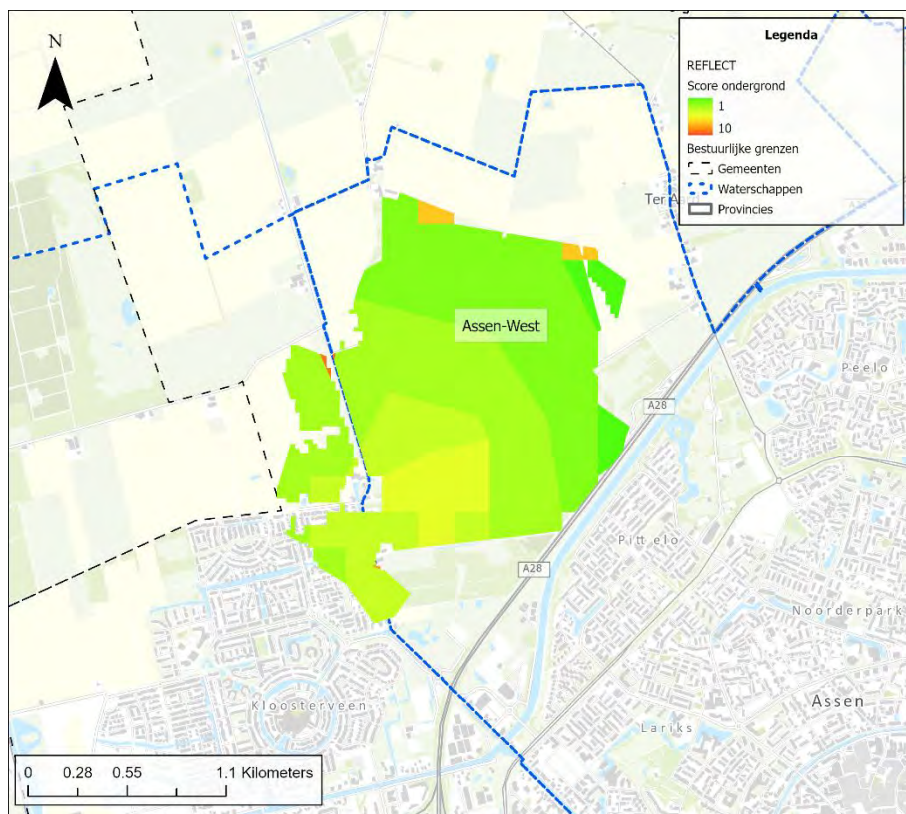 N
Legenda
REFLECT
Score ondergrond
1
10
Bestuurlijke grenzen
Gemeenten
Waterschappen
Provincies
Assen-West
Peelo
A28
Pittelo
A28
Noorderpark
Kloosterveen
Assen
Lariks
0 0.28 0.55 1.1 Kilometers